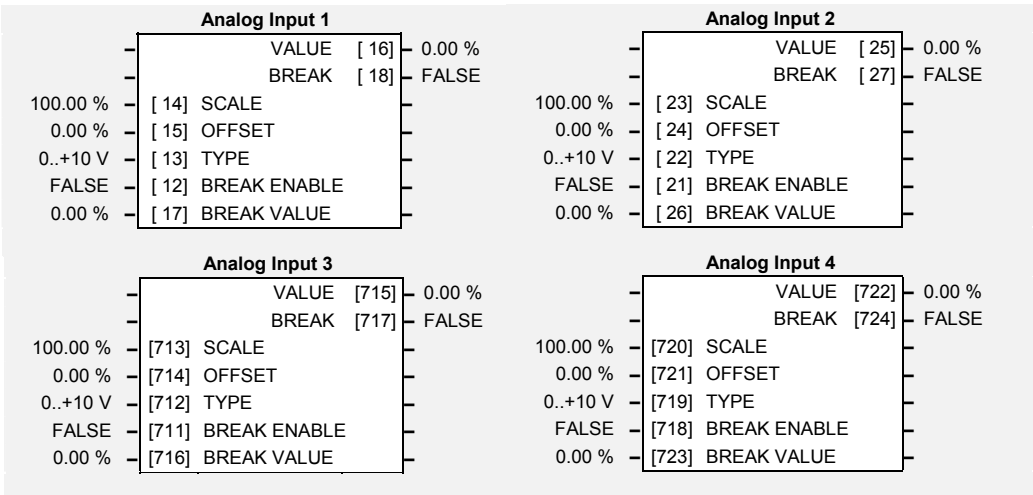 Analog Input 1
VALUE [ 16] 0.00 %
BREAK [ 18] FALSE
100.00 % [ 14] SCALE
0.00 % [ 15] OFFSET
0..+10 V [ 13] TYPE
FALSE [ 12] BREAK ENABLE
0.00 % [ 17] BREAK VALUE
Analog Input 2
VALUE [ 25] 0.00 %
BREAK [ 27] FALSE
100.00 % [ 23] SCALE
0.00 % [ 24] OFFSET
0..+10 V [ 22] TYPE
FALSE [ 21] BREAK ENABLE
0.00 % [ 26] BREAK VALUE
Analog Input 3
VALUE [715] 0.00 %
BREAK [717] FALSE
100.00 % [713] SCALE
0.00 % [714] OFFSET
0..+10 V [712] TYPE
FALSE [711] BREAK ENABLE
0.00 % [716] BREAK VALUE
Analog Input 4
VALUE [722] 0.00 %
BREAK [724] FALSE
100.00 % [720] SCALE
0.00 % [721] OFFSET
0..+10 V [719] TYPE
FALSE [718] BREAK ENABLE
0.00 % [723] BREAK VALUE